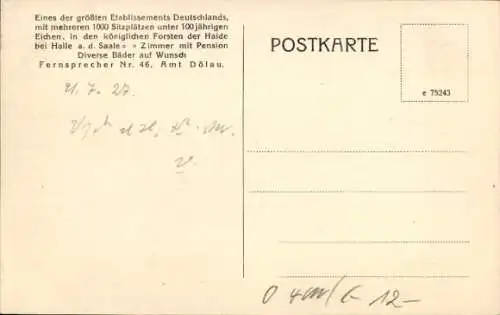 Eines der größten Etablissements Deutschlands,
mit mehreren 1000 Sitzplätzen unter 100 jährigen
Eichen. In den königlichen Forsten der Haide
bei Halle a. d. Saale « » Zimmer mit Pension
Diverse Bäder auf Wunsch
Fernsprecher Nr. 46, Amt Dölau.
POSTKARTE
e 75243
21. 7. 27.
12-